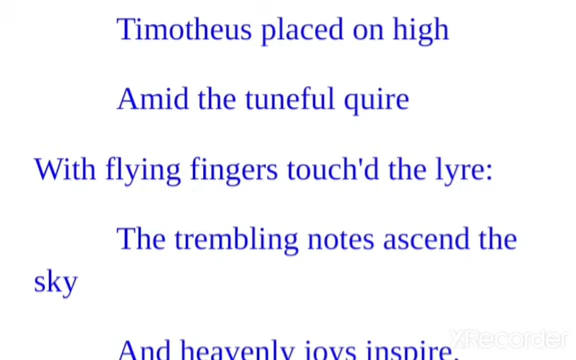 Timotheus placed on high
Amid the tuneful quire
With flying fingers touch'd the lyre:
The trembling notes ascend the
sky
And heavenly joys inspire.
XRecorder